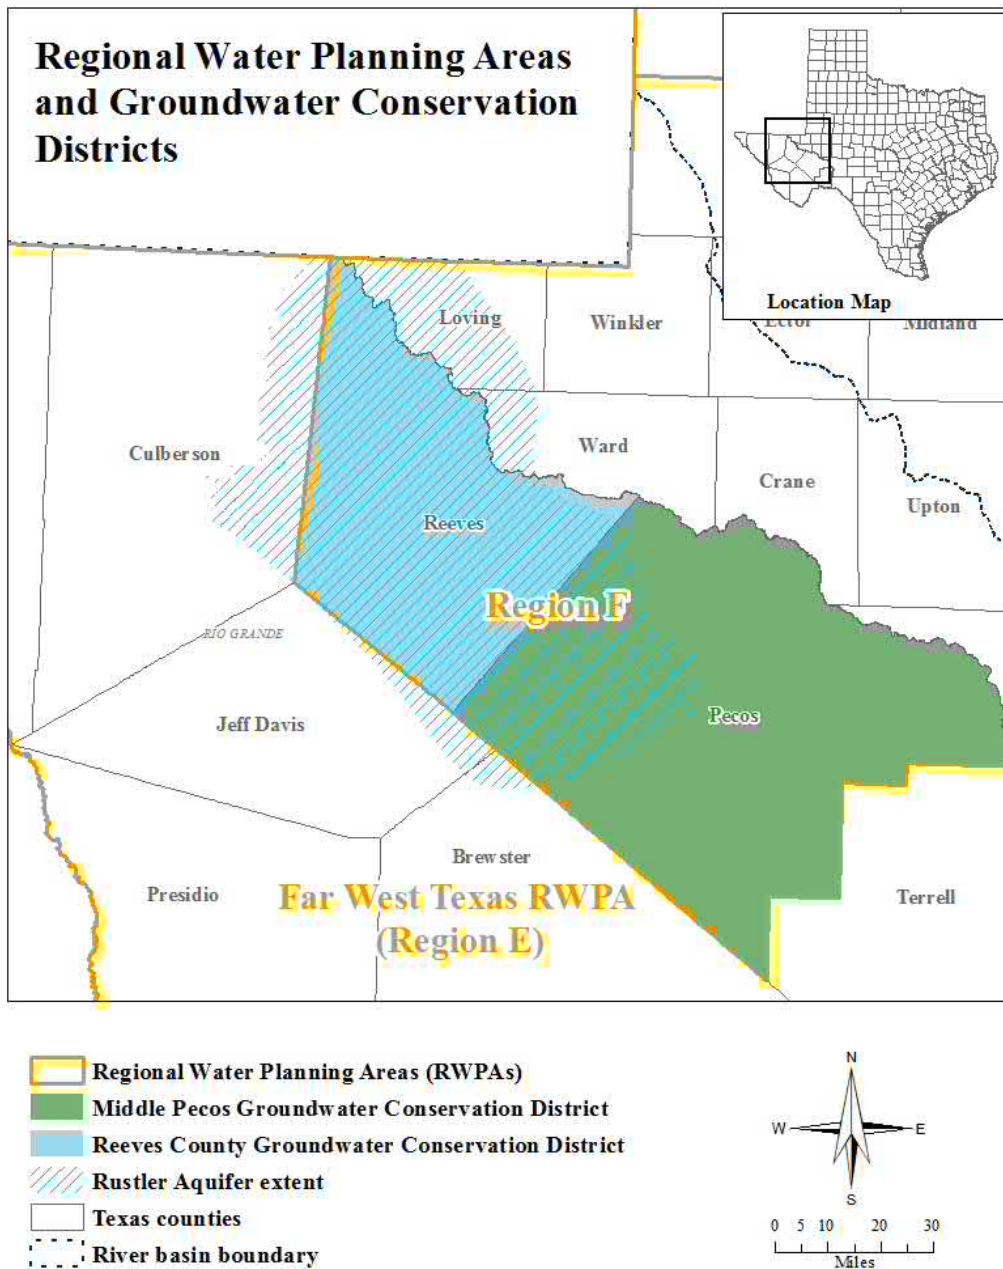 Regional Water Planning Areas
and Groundwater Conservation
Districts
Location Map
Loving
Winkler
Ector
Midland
Culberson
Ward
Crane
Upton
Reeves
Region F
RIO GRANDE
Jeff Davis
Pecos
Brewster
Presidio
Far West Texas RWPA
(Region E)
Terrell
Regional Water Planning Areas (RWPAs)
Middle Pecos Groundwater Conservation District
Reeves County Groundwater Conservation District
Rustler Aquifer extent
Texas counties
River basin boundary
N
W
E
S
0 5 10 20 30
Miles